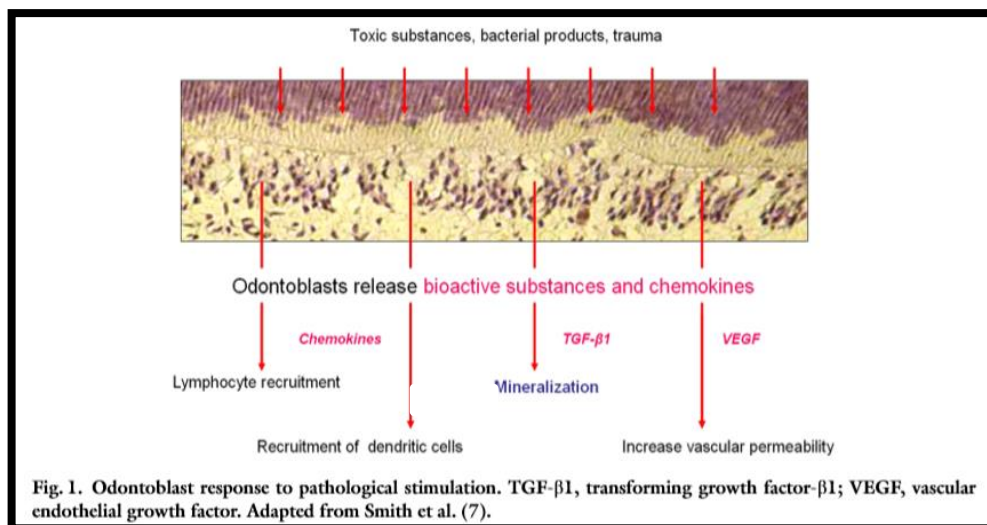 Toxic substances, bacterial products, trauma
Odontoblasts release bioactive substances and chemokines
Chemokines
TGF-β1
VEGF
Lymphocyte recruitment
Mineralization
Recruitment of dendritic cells
Increase vascular permeability
Fig. 1. Odontoblast response to pathological stimulation. TGF-β1, transforming growth factor-β1; VEGF, vascular
endothelial growth factor. Adapted from Smith et al. (7).